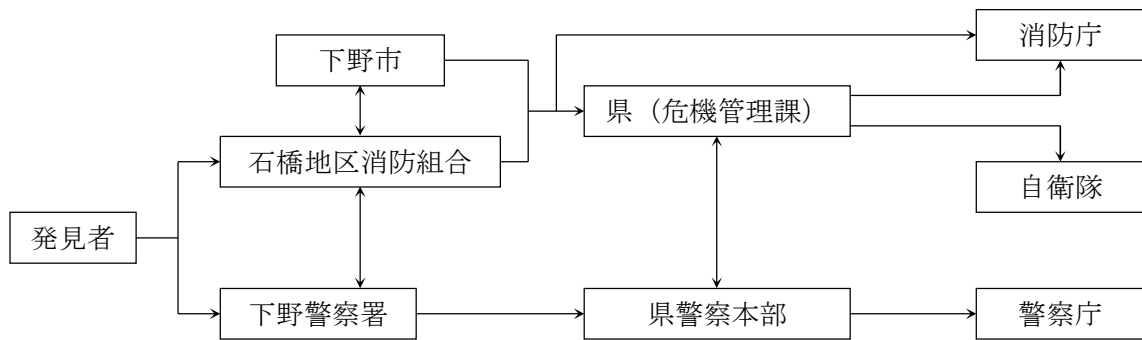 消防庁
下野市
県（危機管理課）
石橋地区消防組合
自衛隊
発見者
下野警察署
県警察本部
警察庁